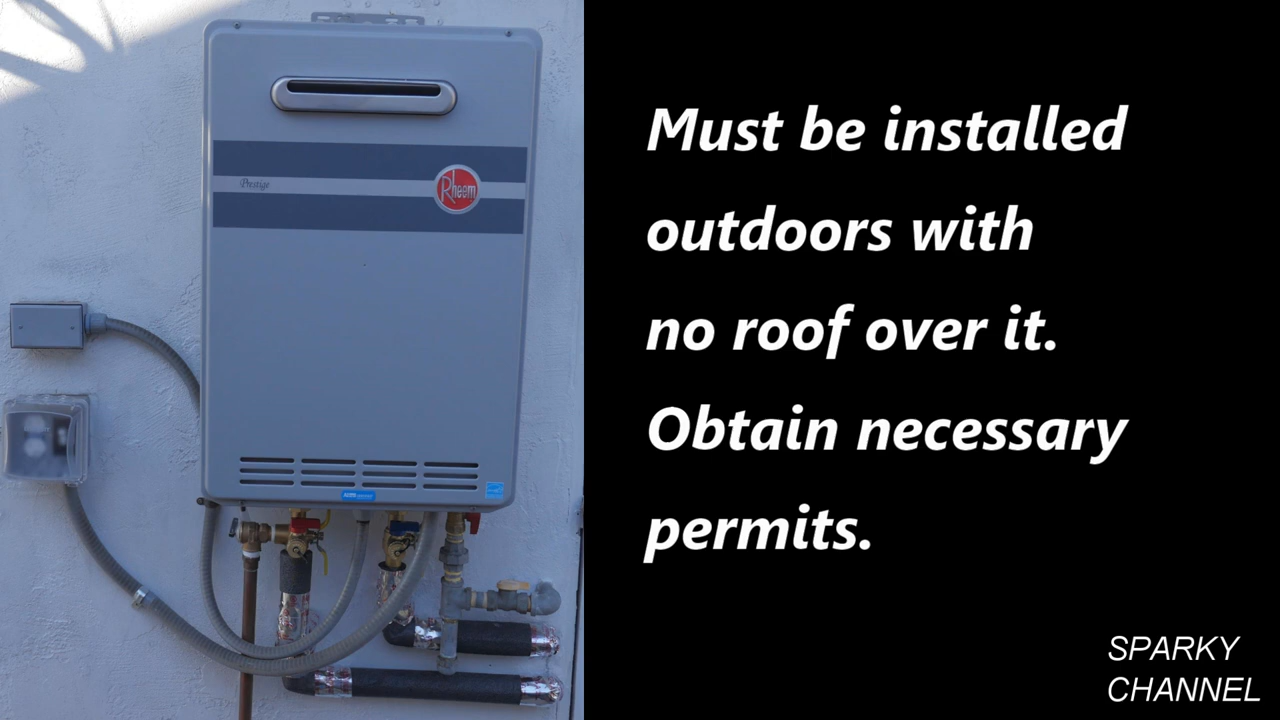 Prestige
Rheem
Must be installed
outdoors with
no roof over it.
Obtain necessary
permits.
SPARKY
CHANNEL